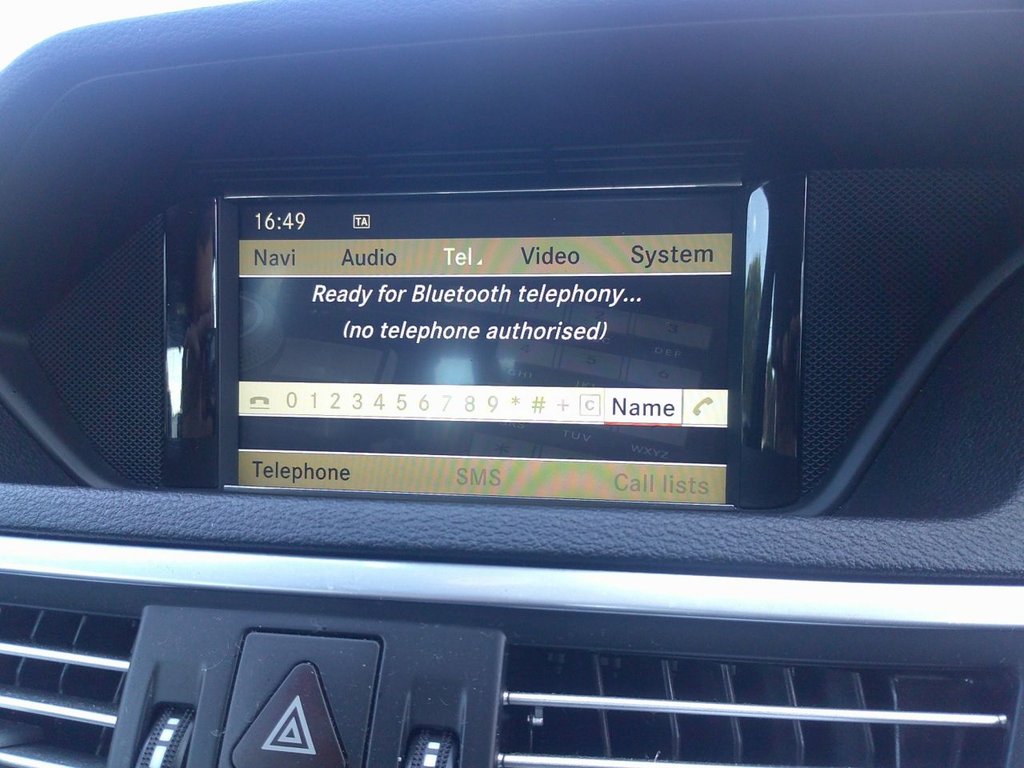 16:49 TA
Navi Audio Tel Video System
Ready for Bluetooth telephony...
(no telephone authorised)
0 1 2 3 4 5 6 7 8 9 * # + C Name
Telephone SMS Call lists